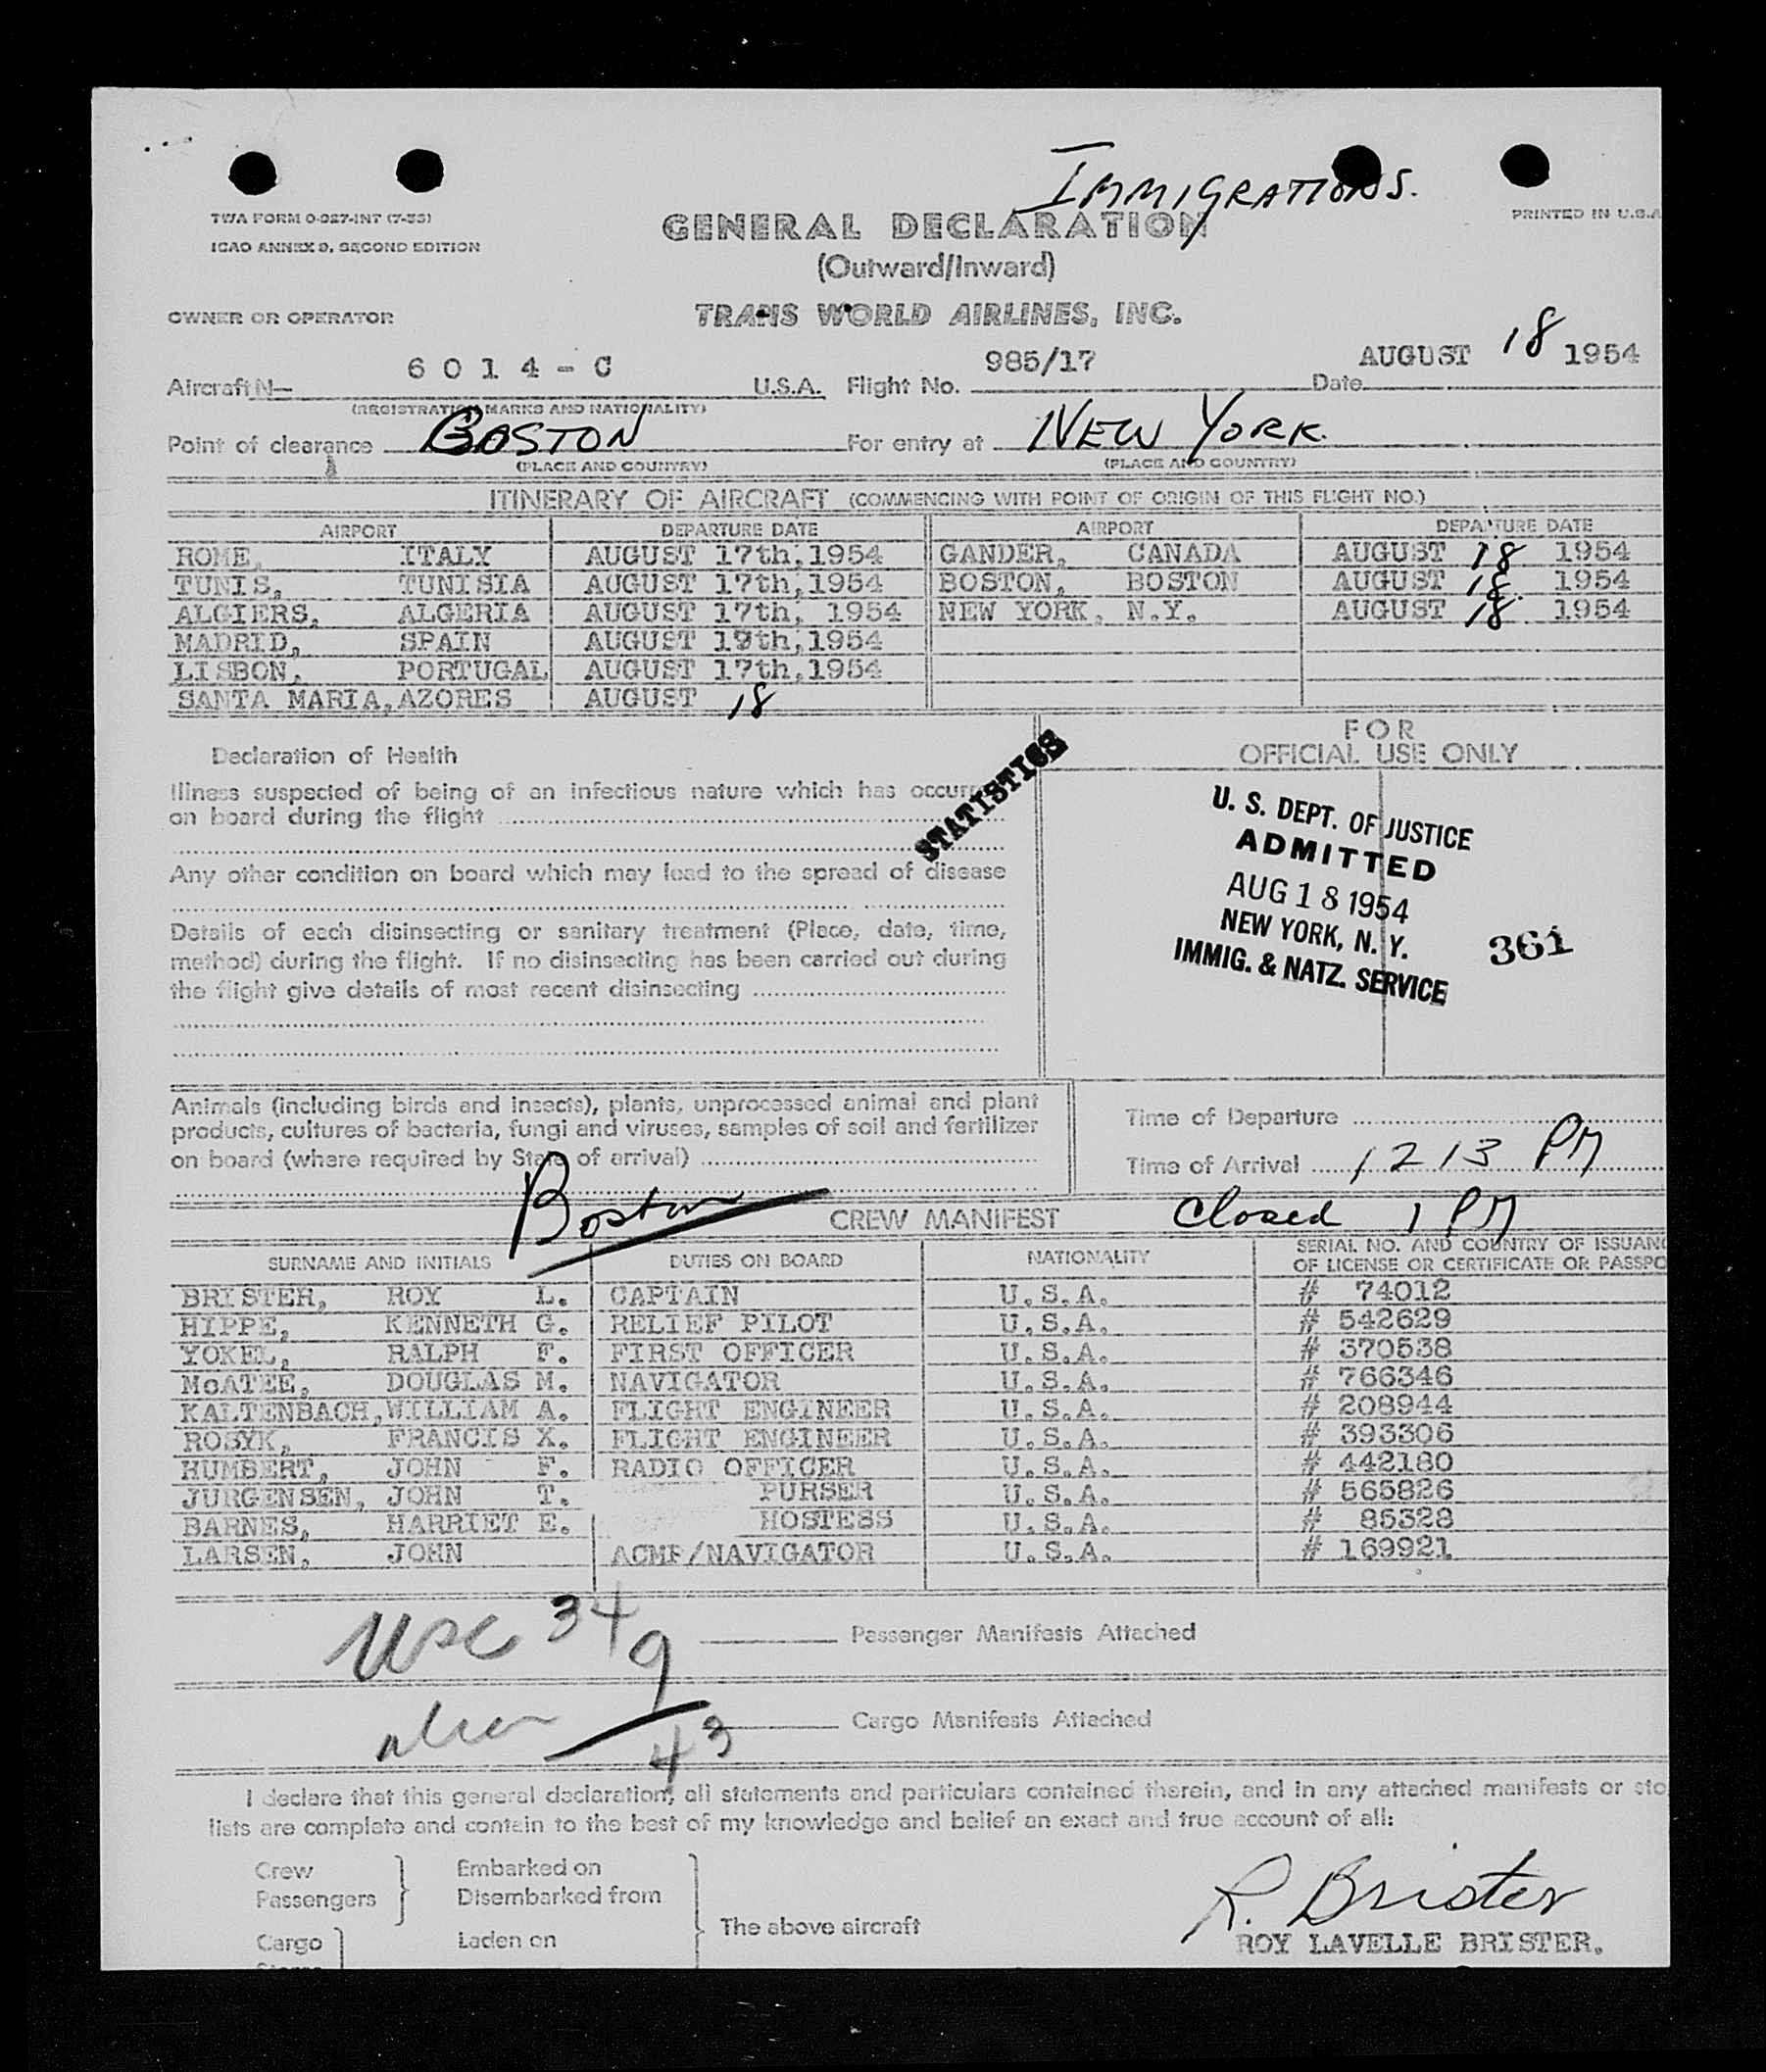 IMMIGRATIONS.
TWA FORM O-927-INT (7-53)
PRINTED IN U.S.A
GENERAL DECLARATION
ICAO ANNEX 9, SECOND EDITION
(Outward/Inward)
OWNER OR OPERATOR
TRANS WORLD AIRLINES, INC.
Aircraft N— 6 0 1 4 - C U.S.A. Flight No. 985/17 Date AUGUST 18 1954
(REGISTRATION MARKS AND NATIONALITY)
Point of clearance BOSTON For entry at NEW YORK.
(PLACE AND COUNTRY) (PLACE AND COUNTRY)
ITINERARY OF AIRCRAFT (COMMENCING WITH POINT OF ORIGIN OF THIS FLIGHT NO.)
AIRPORT DEPARTURE DATE AIRPORT DEPARTURE DATE
ROME, ITALY AUGUST 17th, 1954 GANDER, CANADA AUGUST 18 1954
TUNIS, TUNISIA AUGUST 17th, 1954 BOSTON, BOSTON AUGUST 18. 1954
ALGIERS, ALGERIA AUGUST 17th, 1954 NEW YORK, N.Y. AUGUST 18 1954
MADRID, SPAIN AUGUST 17th, 1954
LISBON, PORTUGAL AUGUST 17th, 1954
SANTA MARIA, AZORES AUGUST 18
FOR
OFFICIAL USE ONLY
Declaration of Health
Illness suspected of being of an infectious nature which has occurred
on board during the flight
STATISTICS
Any other condition on board which may lead to the spread of disease
Details of each disinsecting or sanitary treatment (Place, date, time,
method) during the flight. If no disinsecting has been carried out during
the flight give details of most recent disinsecting
U. S. DEPT. OF JUSTICE
ADMITTED
AUG 18 1954
NEW YORK, N. Y.
IMMIG. & NATZ. SERVICE
361
Animals (including birds and insects), plants, unprocessed animal and plant
products, cultures of bacteria, fungi and viruses, samples of soil and fertilizer
on board (where required by State of arrival)
Time of Departure
Time of Arrival 1213 PM
Boston
CREW MANIFEST
Closed 1 PM
SURNAME AND INITIALS DUTIES ON BOARD NATIONALITY SERIAL NO. AND COUNTRY OF ISSUANC
OF LICENSE OR CERTIFICATE OR PASSPO
BRISTER, ROY L. CAPTAIN U.S.A. # 74012
HIPPE, KENNETH G. RELIEF PILOT U.S.A. # 542629
YOKEL, RALPH F. FIRST OFFICER U.S.A. # 370538
McATEE, DOUGLAS M. NAVIGATOR U.S.A. # 766346
KALTENBACH, WILLIAM A. FLIGHT ENGINEER U.S.A. # 208944
ROSYK, FRANCIS X. FLIGHT ENGINEER U.S.A. # 393306
HUMBERT, JOHN F. RADIO OFFICER U.S.A. # 442180
JURGENSEN, JOHN T. PURSER U.S.A. # 565826
BARNES, HARRIET E. HOSTESS U.S.A. # 85328
LARSEN, JOHN ACMR/NAVIGATOR U.S.A. # 169921
USC 34
Passenger Manifests Attached
alien 9
43
Cargo Manifests Attached
I declare that this general declaration, all statements and particulars contained therein, and in any attached manifests or sto
lists are complete and contain to the best of my knowledge and belief an exact and true account of all:
Crew Embarked on
Passengers Disembarked from
The above aircraft
Cargo Laden on
R. Brister
ROY LAVELLE BRISTER.